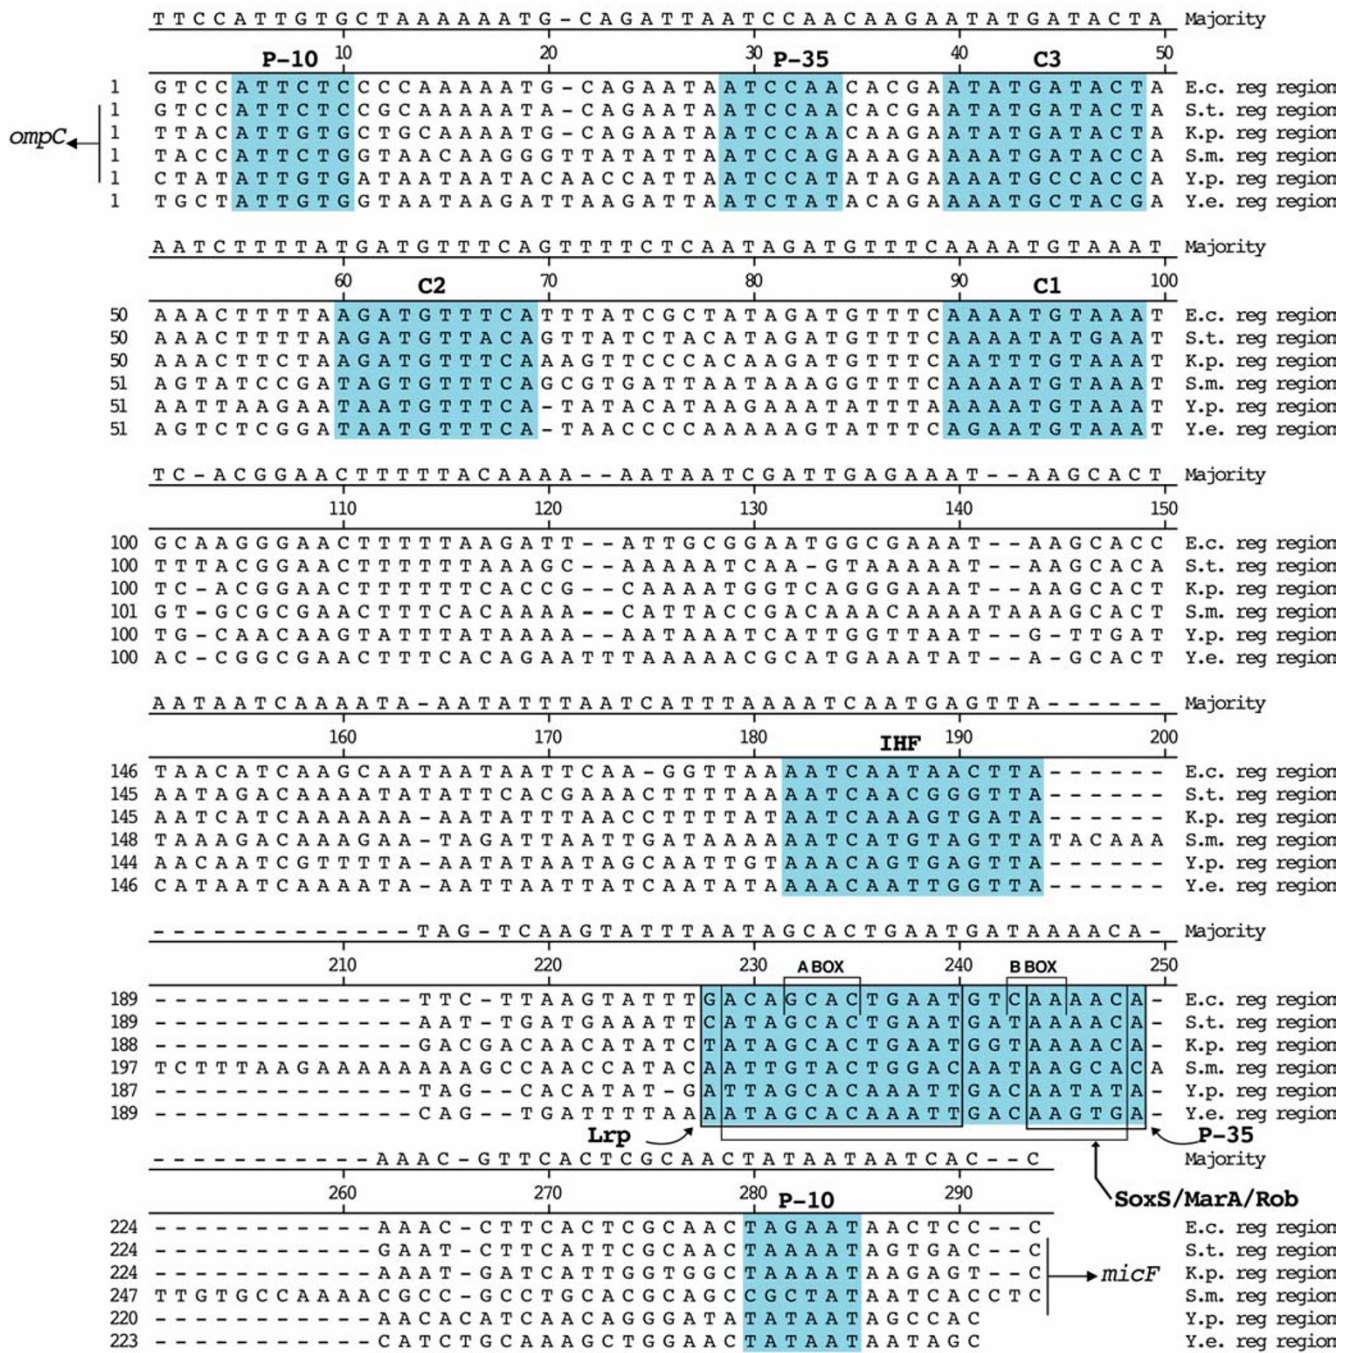 T T C C A T T G T G C T A A A A A A T G - C A G A T T A A T C C A A C A A G A A T A T G A T A C T A Majority
10 20 30 40 50
P-10 P-35 C3
1 G T C C A T T C T C C C C A A A A A T G - C A G A A T A A T C C A A C A C G A A T A T G A T A C T A E.c. reg region
1 G T C C A T T C T C C G C A A A A A T A - C A G A A T A A T C C A A C A C G A A T A T G A T A C T A S.t. reg region
ompC
1 T T A C A T T G T G C T G C A A A A T G - C A G A A T A A T C C A A C A A G A A T A T G A T A C T A K.p. reg region
1 T A C C A T T C T G G T A A C A A G G G T T A T A T T A A T C C A G A A A G A A A A T G A T A C C A S.m. reg region
1 C T A T A T T G T G A T A A T A A T A C A A C C A T T A A T C C A T A T A G A A A A T G C C A C C A Y.p. reg region
1 T G C T A T T G T G G T A A T A A G A T T A A G A T T A A T C T A T A C A G A A A A T G C T A C G A Y.e. reg region
A A T C T T T T A T G A T G T T T C A G T T T T C T C A A T A G A T G T T T C A A A A T G T A A A T Majority
60 70 80 90 100
C2 C1
50 A A A C T T T T A A G A T G T T T C A T T T A T C G C T A T A G A T G T T T C A A A A T G T A A A T E.c. reg region
50 A A A C T T T T A A G A T G T T A C A G T T A T C T A C A T A G A T G T T T C A A A A T A T G A A T S.t. reg region
50 A A A C T T C T A A G A T G T T T C A A A G T T C C C A C A A G A T G T T T C A A T T T G T A A A T K.p. reg region
51 A G T A T C C G A T A G T G T T T C A G C G T G A T T A A T A A A G G T T T C A A A A T G T A A A T S.m. reg region
51 A A T T A A G A A T A A T G T T T C A - T A T A C A T A A G A A A T A T T T A A A A A T G T A A A T Y.p. reg region
51 A G T C T C G G A T A A T G T T T C A - T A A C C C C A A A A A G T A T T T C A G A A T G T A A A T Y.e. reg region
T C - A C G G A A C T T T T T A C A A A A - - A A T A A T C G A T T G A G A A A T - - A A G C A C T Majority
110 120 130 140 150
100 G C A A G G G A A C T T T T T A A G A T T - - A T T G C G G A A T G G C G A A A T - - A A G C A C C E.c. reg region
100 T T T A C G G A A C T T T T T T A A A G C - - A A A A A T C A A - G T A A A A A T - - A A G C A C A S.t. reg region
100 T C - A C G G A A C T T T T T T C A C C G - - C A A A A T G G T C A G G G A A A T - - A A G C A C T K.p. reg region
101 G T - G C G C G A A C T T T T C A C A A A A - - C A T T A C C G A C A A A C A A A A T A A A G C A C T S.m. reg region
100 T G - C A A C A A G T A T T T A T A A A A - - A A T A A A T C A T T G G T T A A T - - G - T T G A T Y.p. reg region
100 A C - C G G C G A A C T T T C A C A G A A T T T A A A A A C G C A T G A A A T A T - - A - G C A C T Y.e. reg region
A A T A A T C A A A A T A - A A T A T T T A A T C A T T T A A A A T C A A T G A G T T A - - - - - - Majority
160 170 180 190 200
IHF
146 T A A C A T C A A G C A A T A A T A A T T C A A - G G T T A A A A T C A A T A A C T T A - - - - - - E.c. reg region
145 A A T A G A C A A A A T A T A T T C A C G A A A C T T T T A A A A T C A A C G G G T T A - - - - - - S.t. reg region
145 A A T C A T C A A A A A A - A A T A T T T A A C C T T T T A T A A T C A A A G T G A T A - - - - - - K.p. reg region
148 T A A A G A C A A A G A A - T A G A T T A A T T G A T A A A A A A T C A T G T A G T T A T A C A A A S.m. reg region
144 A A C A A T C G T T T T A - A A T A T A A T A G C A A T T G T A A A C A G T G A G T T A - - - - - - Y.p. reg region
146 C A T A A T C A A A A T A - A A T T A A T T A T C A A T A T A A A A C A A T T G G T T A - - - - - - Y.e. reg region
- - - - - - - - - - - - - T A G - T C A A G T A T T T A A T A G C A C T G A A T G A T A A A A C A - Majority
210 220 230 240 250
A BOX B BOX
189 - - - - - - - - - - - - - T T C - T T A A G T A T T T G A C A G C A C T G A A T G T C A A A A C A - E.c. reg region
189 - - - - - - - - - - - - - A A T - T G A T G A A A T T C A T A G C A C T G A A T G A T A A A A C A - S.t. reg region
188 - - - - - - - - - - - - - G A C G A C A A C A T A T C T A T A G C A C T G A A T G G T A A A A C A - K.p. reg region
197 T C T T T A A G A A A A A A A A G C C A A C C A T A C A A T T G T A C T G G A C A A T A A G C A C A S.m. reg region
187 - - - - - - - - - - - - - T A G - - C A C A T A T - G A T T A G C A C A A A T T G A C A A T A T A - Y.p. reg region
189 - - - - - - - - - - - - - C A G - - T G A T T T T A A A A T A G C A C A A A T T G A C A A G T G A - Y.e. reg region
Lrp P-35
- - - - - - - - - - - A A A C - G T T C A C T C G C A A C T A T A A T A A T C A C - - C Majority
260 270 280 290
P-10 SoxS/MarA/Rob
224 - - - - - - - - - - - A A A C - C T T C A C T C G C A A C T A G A A T A A C T C C - - C E.c. reg region
224 - - - - - - - - - - - G A A T - C T T C A T T C G C A A C T A A A A T A G T G A C - - C S.t. reg region
224 - - - - - - - - - - - A A A T - G A T C A T T G G T G G C T A A A A T A A G A G T - - C K.p. reg region
micF
247 T T G T G C C A A A A C G C C - G C C T G C A C G C A G C C G C T A T A A T C A C C T C S.m. reg region
220 - - - - - - - - - - - A A C A C A T C A A C A G G G A T A T A T A A T A G C C A C Y.p. reg region
223 - - - - - - - - - - - C A T C T G C A A A G C T G G A A C T A T A A T A A T A G C Y.e. reg region